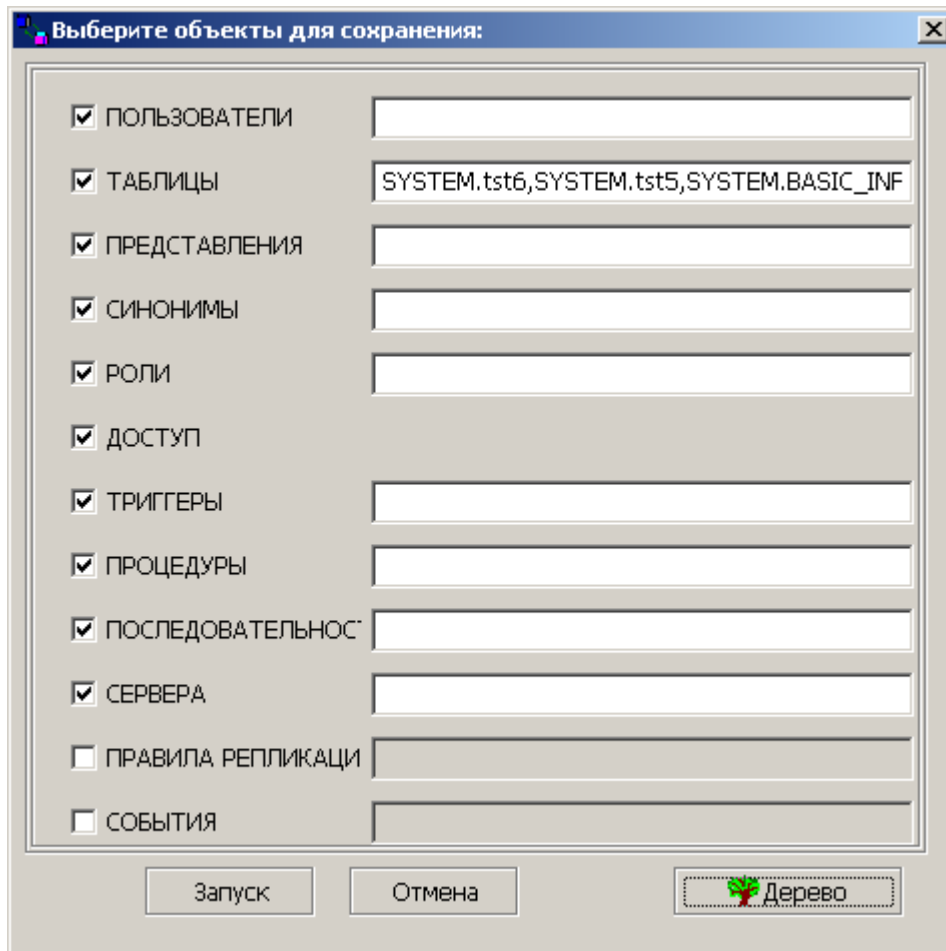 Выберите объекты для сохранения:
ПОЛЬЗОВАТЕЛИ
ТАБЛИЦЫ SYSTEM.tst6,SYSTEM.tst5,SYSTEM.BASIC_INF
ПРЕДСТАВЛЕНИЯ
СИНОНИМЫ
РОЛИ
ДОСТУП
ТРИГГЕРЫ
ПРОЦЕДУРЫ
ПОСЛЕДОВАТЕЛЬНОСТ
СЕРВЕРА
ПРАВИЛА РЕПЛИКАЦИ
СОБЫТИЯ
Запуск Отмена Дерево